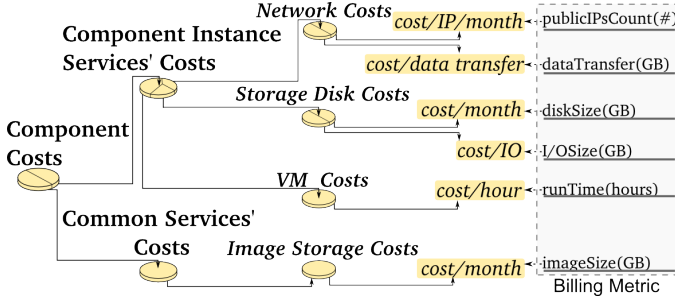 Network Costs
cost/IP/month
publicIPsCount(#)
Component Instance
Services' Costs
cost/data transfer
dataTransfer(GB)
Storage Disk Costs
cost/month
diskSize(GB)
Component
Costs
cost/IO
I/OSize(GB)
VM Costs
cost/hour
runTime(hours)
Common Services'
Costs
Image Storage Costs
cost/month
imageSize(GB)
Billing Metric